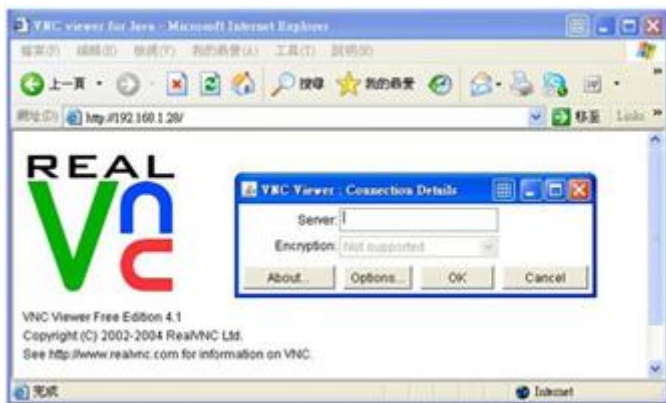 VNC viewer for Java - Microsoft Internet Explorer
檔案(F) 編輯(E) 檢視(V) 我的最愛(A) 工具(T) 說明(H)
上一頁 搜尋 我的最愛
網址(D) http://192.168.1.28/ 移至 Links »
REAL
Vnc
VNC Viewer : Connection Details
Server:
Encryption: Not supported
About... Options... OK Cancel
VNC Viewer Free Edition 4.1
Copyright (C) 2002-2004 RealVNC Ltd.
See http://www.realvnc.com for information on VNC.
完成 Internet